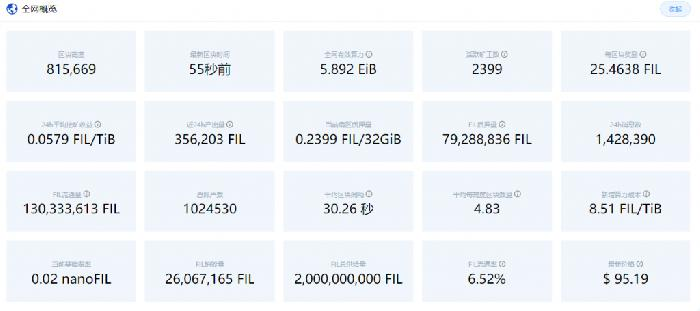 全网概览
收起
区块高度
最新区块时间
全网有效算力
活跃矿工数
每区块奖励
815,669
55秒前
5.892 EiB
2399
25.4638 FIL
24h平均挖矿收益
近24h产出量
当前扇区质押量
FIL质押量
24h消息数
0.0579 FIL/TiB
356,203 FIL
0.2399 FIL/32GiB
79,288,836 FIL
1,428,390
FIL流通量
总账户数
平均区块间隔
平均每高度区块数量
新增算力成本
130,333,613 FIL
1024530
30.26 秒
4.83
8.51 FIL/TiB
当前基础费率
FIL销毁量
FIL总供给量
FIL流通率
最新价格
0.02 nanoFIL
26,067,165 FIL
2,000,000,000 FIL
6.52%
$ 95.19